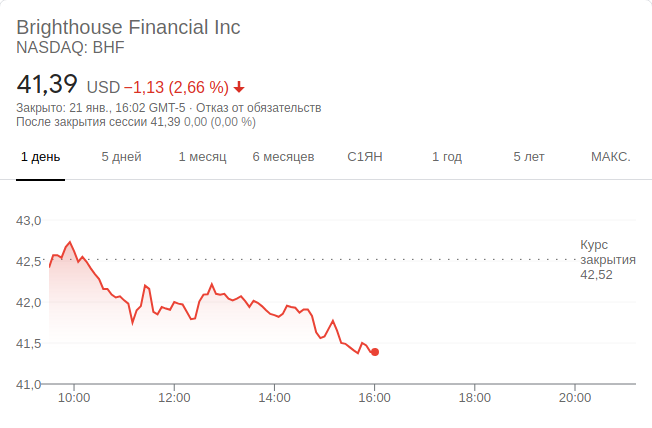 Brighthouse Financial Inc
NASDAQ: BHF
41,39 USD −1,13 (2,66 %)
Закрыто: 21 янв., 16:02 GMT-5 · Отказ от обязательств
После закрытия сессии 41,39 0,00 (0,00 %)
1 день 5 дней 1 месяц 6 месяцев С1ЯН 1 год 5 лет МАКС.
43,0
Курс
42,5 закрытия
42,52
42,0
41,5
41,0
10:00 12:00 14:00 16:00 18:00 20:00